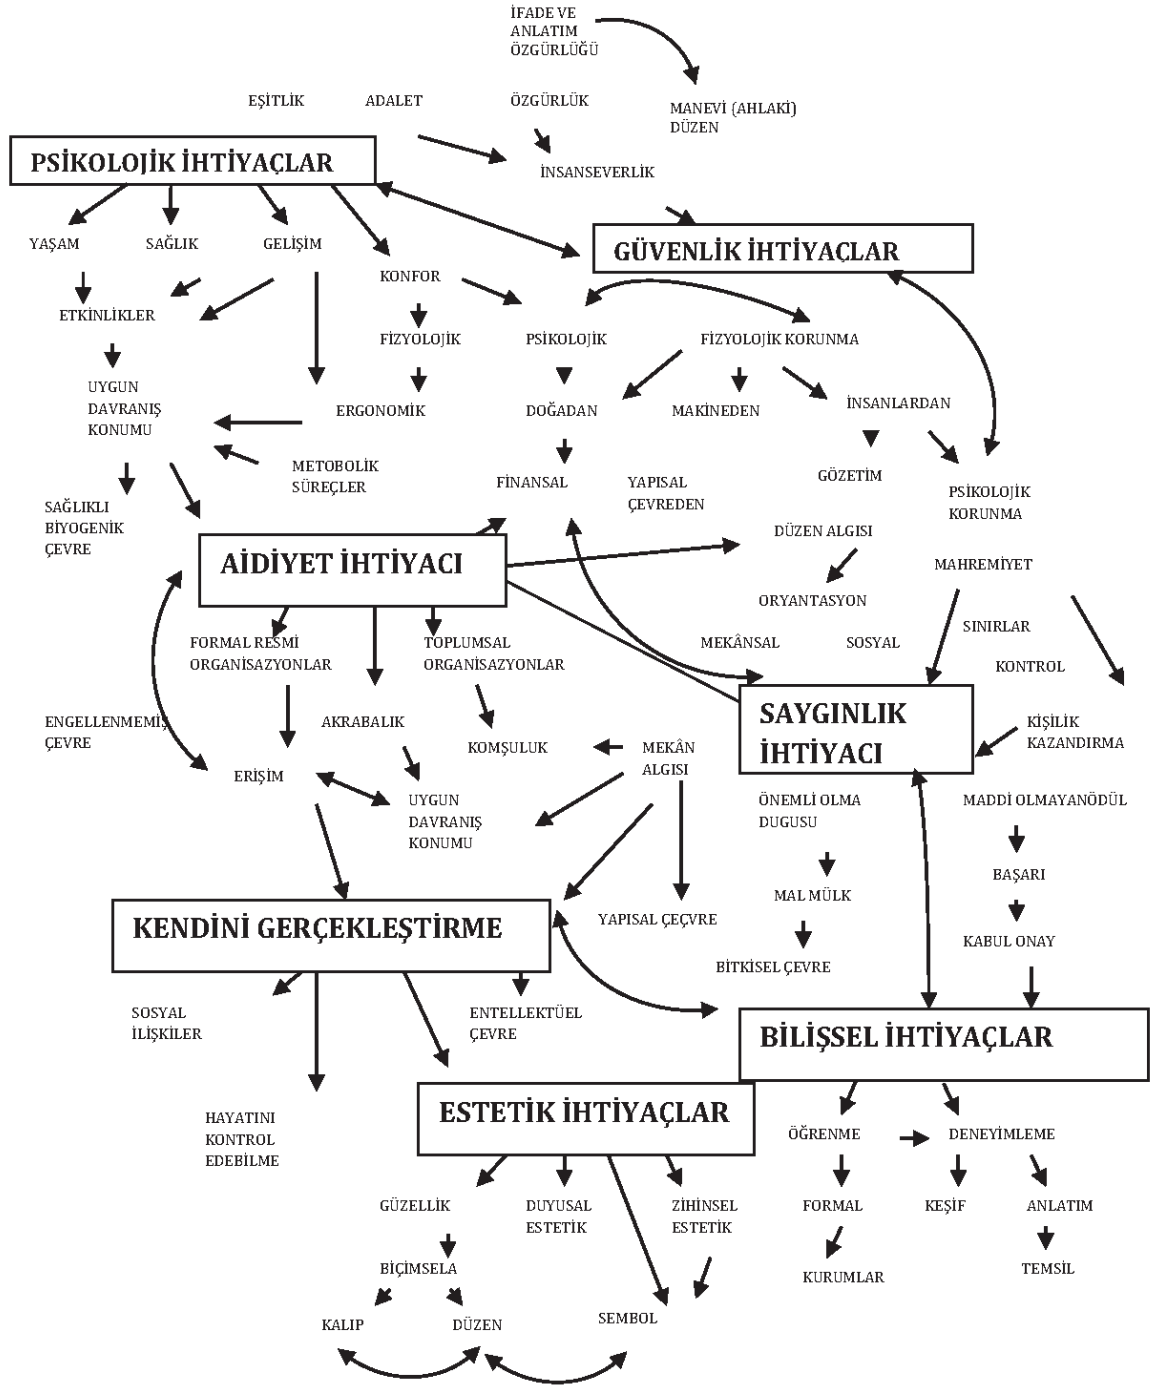 İFADE VE
ANLATIM
ÖZGÜRLÜĞÜ
EŞİTLİK
ADALET
ÖZGÜRLÜK
MANEVİ (AHLAKİ)
DÜZEN
PSİKOLOJİK İHTİYAÇLAR
İNSANSEVERLİK
GÜVENLİK İHTİYAÇLAR
YAŞAM
SAĞLIK
GELİŞİM
KONFOR
ETKİNLİKLER
FİZYOLOJİK
PSİKOLOJİK
FİZYOLOJİK KORUNMA
UYGUN
DAVRANIŞ
KONUMU
ERGONOMİK
DOĞADAN
MAKİNEDEN
İNSANLARDAN
METOBOLİK
SÜREÇLER
FİNANSAL
YAPISAL
ÇEVREDEN
GÖZETİM
PSİKOLOJİK
KORUNMA
SAĞLIKLI
BİYOGENİK
ÇEVRE
AİDİYET İHTİYACI
DÜZEN ALGISI
MAHREMİYET
ORYANTASYON
FORMAL RESMİ
ORGANİSAZYONLAR
TOPLUMSAL
ORGANİSAZYONLAR
MEKÂNSAL
SOSYAL
SINIRLAR
KONTROL
SAYGINLIK
İHTİYACI
ENGELLENMEMİŞ
ÇEVRE
AKRABALIK
KOMŞULUK
MEKÂN
ALGISI
KİŞİLİK
KAZANDIRMA
ERİŞİM
UYGUN
DAVRANIŞ
KONUMU
ÖNEMLİ OLMA
DUGUSU
MADDİ OLMAYANÖDÜL
BAŞARI
MAL MÜLK
KENDİNİ GERÇEKLEŞTİRME
YAPISAL ÇEÇVRE
KABUL ONAY
BİTKİSEL ÇEVRE
SOSYAL
İLİŞKİLER
ENTELLEKTÜEL
ÇEVRE
BİLİŞSEL İHTİYAÇLAR
HAYATINI
KONTROL
EDEBİLME
ESTETİK İHTİYAÇLAR
ÖĞRENME
DENEYİMLEME
GÜZELLİK
DUYUSAL
ESTETİK
ZİHİNSEL
ESTETİK
FORMAL
KEŞİF
ANLATIM
BİÇİMSELA
KURUMLAR
TEMSİL
KALIP
DÜZEN
SEMBOL